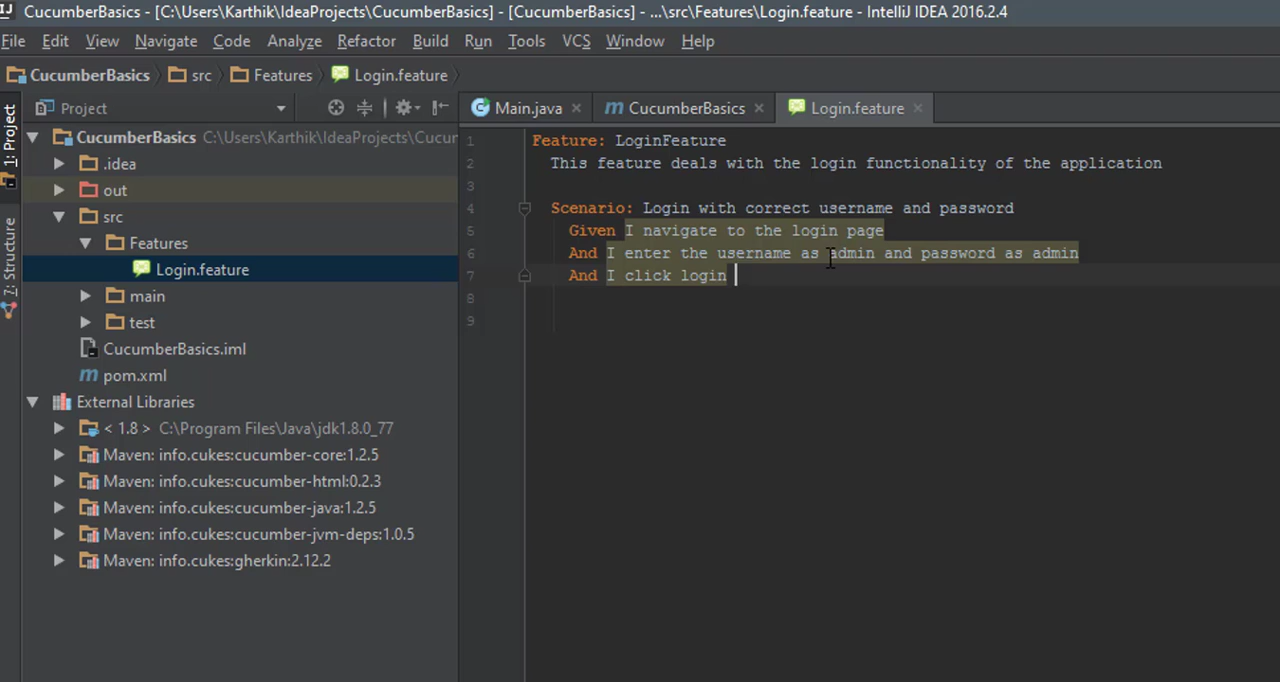 CucumberBasics - [C:\Users\Karthik\IdeaProjects\CucumberBasics] - [CucumberBasics] - ...\src\Features\Login.feature - IntelliJ IDEA 2016.2.4
File Edit View Navigate Code Analyze Refactor Build Run Tools VCS Window Help
CucumberBasics src Features Login.feature
1: Project
7: Structure
Project
CucumberBasics C:\Users\Karthik\IdeaProjects\Cucur
.idea
out
src
Features
Login.feature
main
test
CucumberBasics.iml
pom.xml
External Libraries
< 1.8 > C:\Program Files\Java\jdk1.8.0_77
Maven: info.cukes:cucumber-core:1.2.5
Maven: info.cukes:cucumber-html:0.2.3
Maven: info.cukes:cucumber-java:1.2.5
Maven: info.cukes:cucumber-jvm-deps:1.0.5
Maven: info.cukes:gherkin:2.12.2
Main.java CucumberBasics Login.feature
1 Feature: LoginFeature
2 This feature deals with the login functionality of the application
3
4 Scenario: Login with correct username and password
5 Given I navigate to the login page
6 And I enter the username as admin and password as admin
7 And I click login
8
9